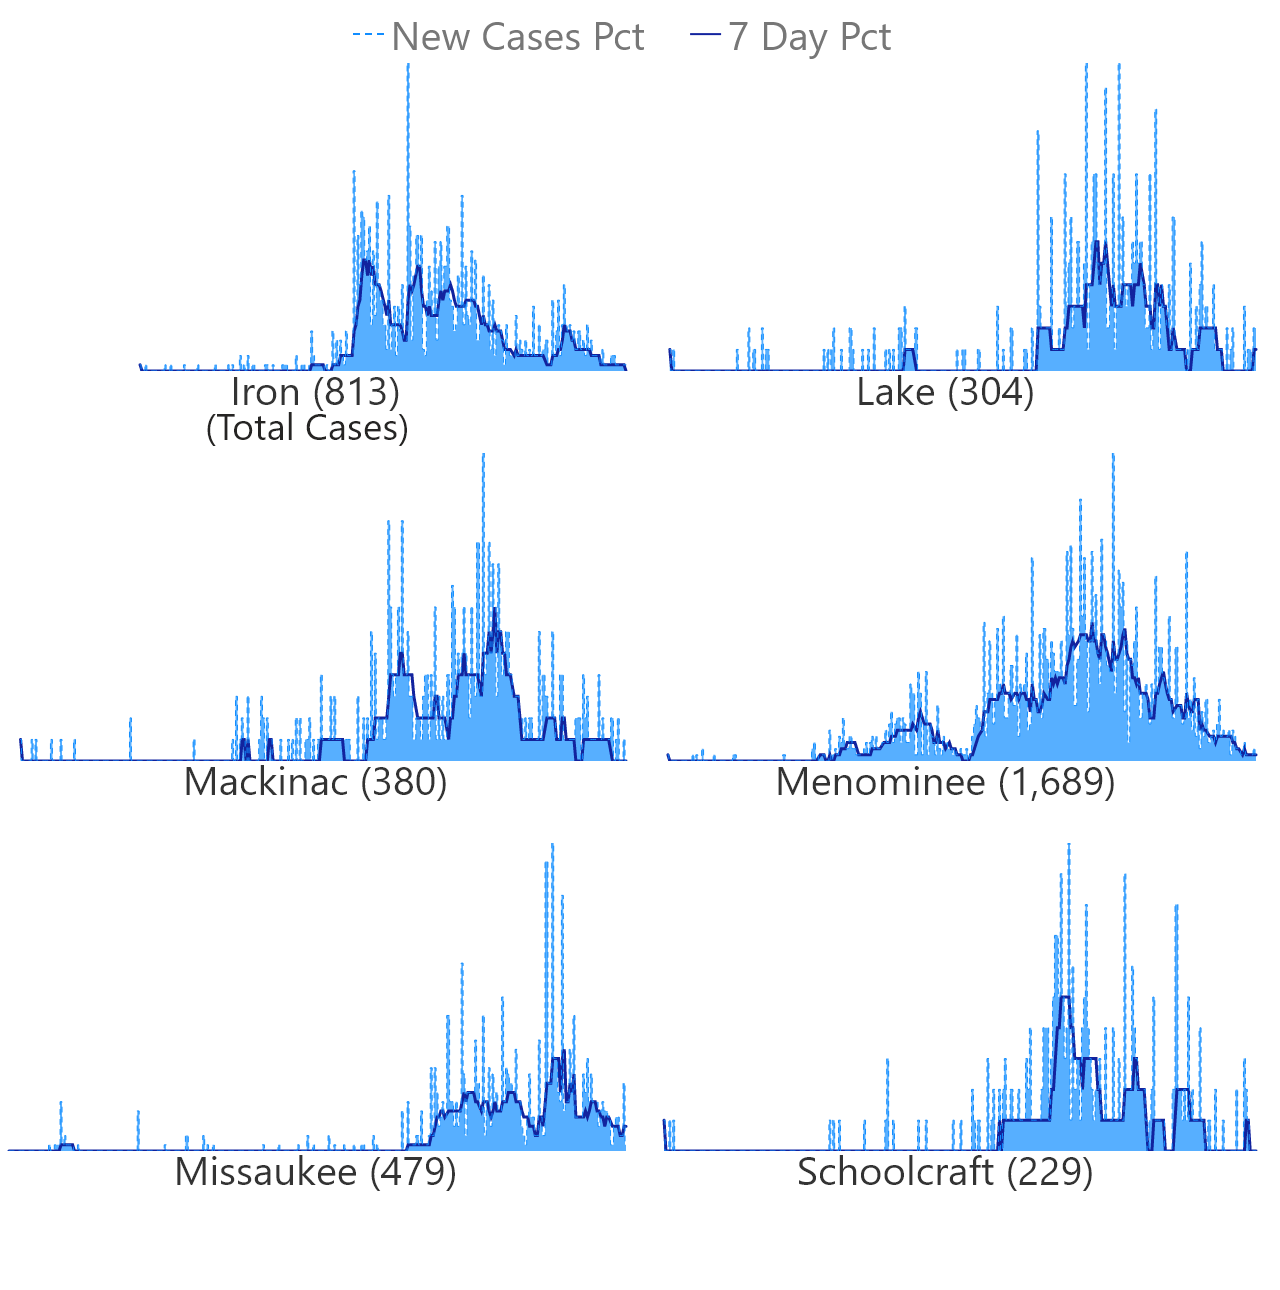 New Cases Pct 7 Day Pct
Iron (813) Lake (304)
(Total Cases)
Mackinac (380) Menominee (1,689)
Missaukee (479) Schoolcraft (229)